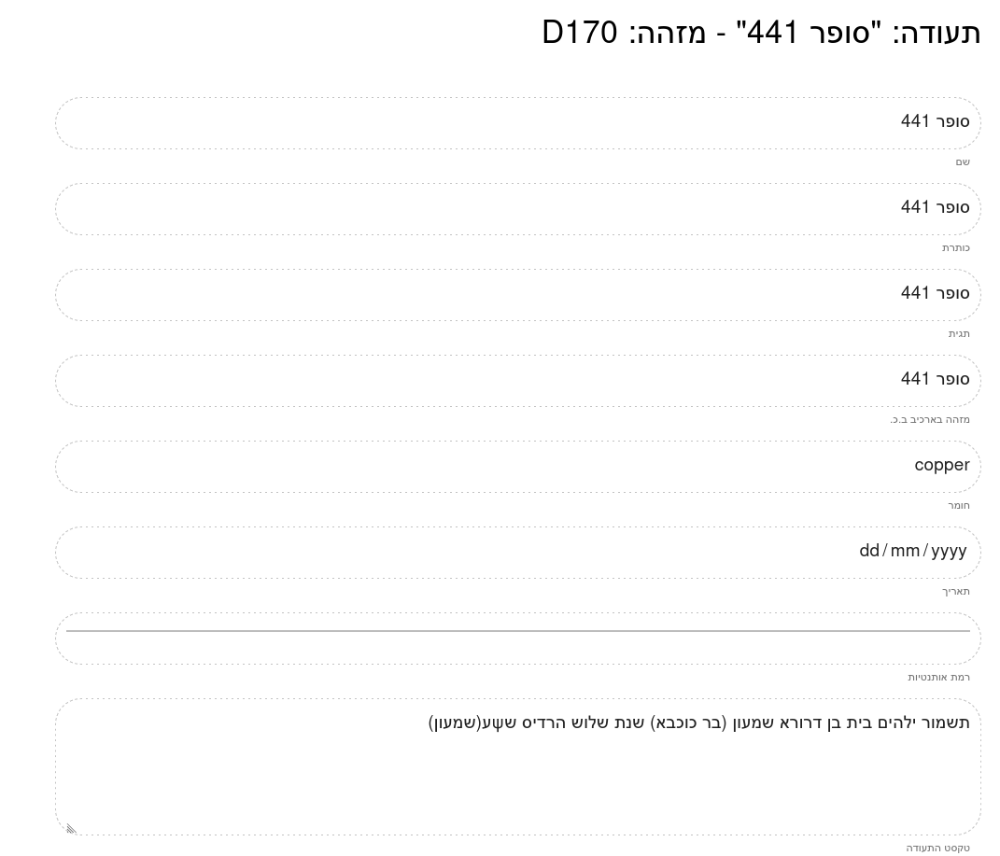 תעודה: "סופר 441" - מזהה: D170
סופר 441
שם
סופר 441
כותרת
סופר 441
תגית
סופר 441
מזהה בארכיב ב.כ.
copper
חומר
dd/mm/yyyy
תאריך
רמת אותנטיות
תשמור ילהים בית בן דרורא שמעון (בר כוכבא) שנת שלוש הרדיס שψע(שמעון)
טקסט התעודה